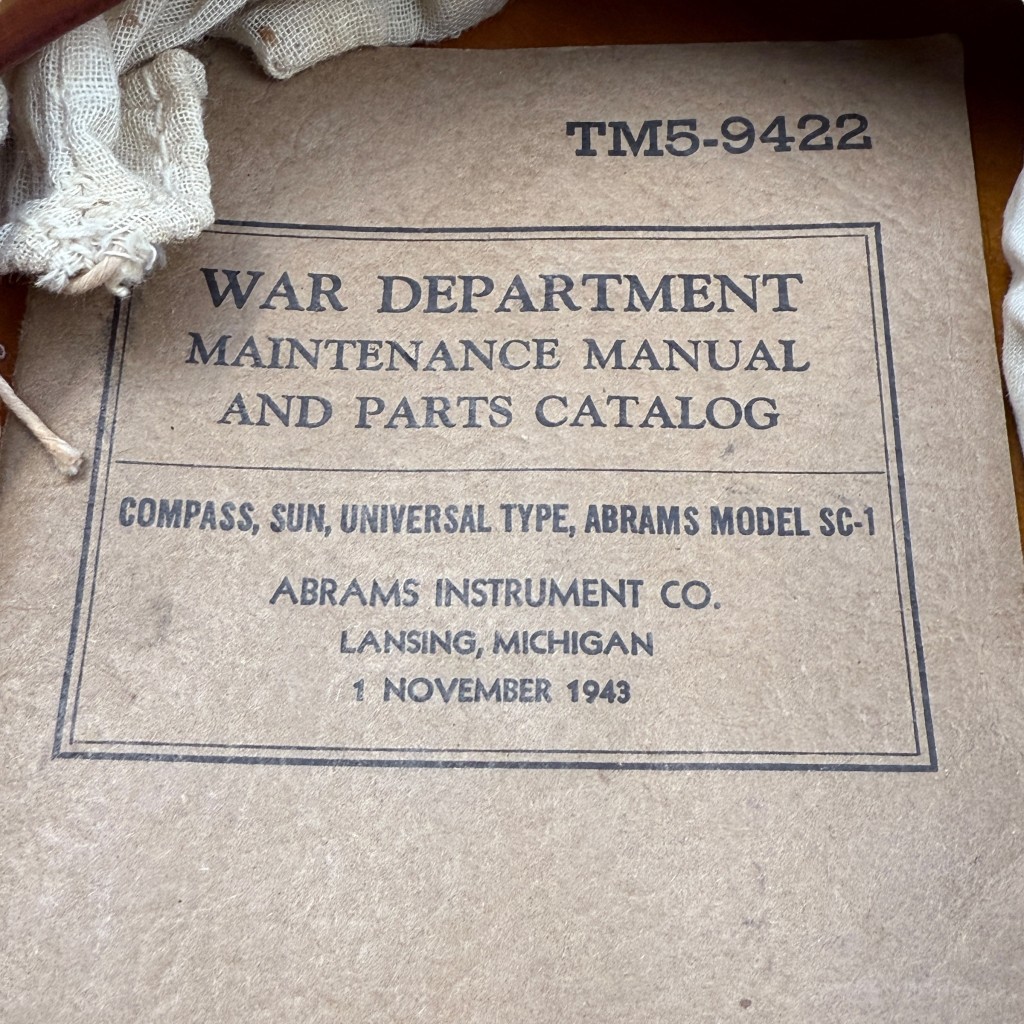 TM5-9422
WAR DEPARTMENT
MAINTENANCE MANUAL
AND PARTS CATALOG
COMPASS, SUN, UNIVERSAL TYPE, ABRAMS MODEL SC-1
ABRAMS INSTRUMENT CO.
LANSING, MICHIGAN
1 NOVEMBER 1943